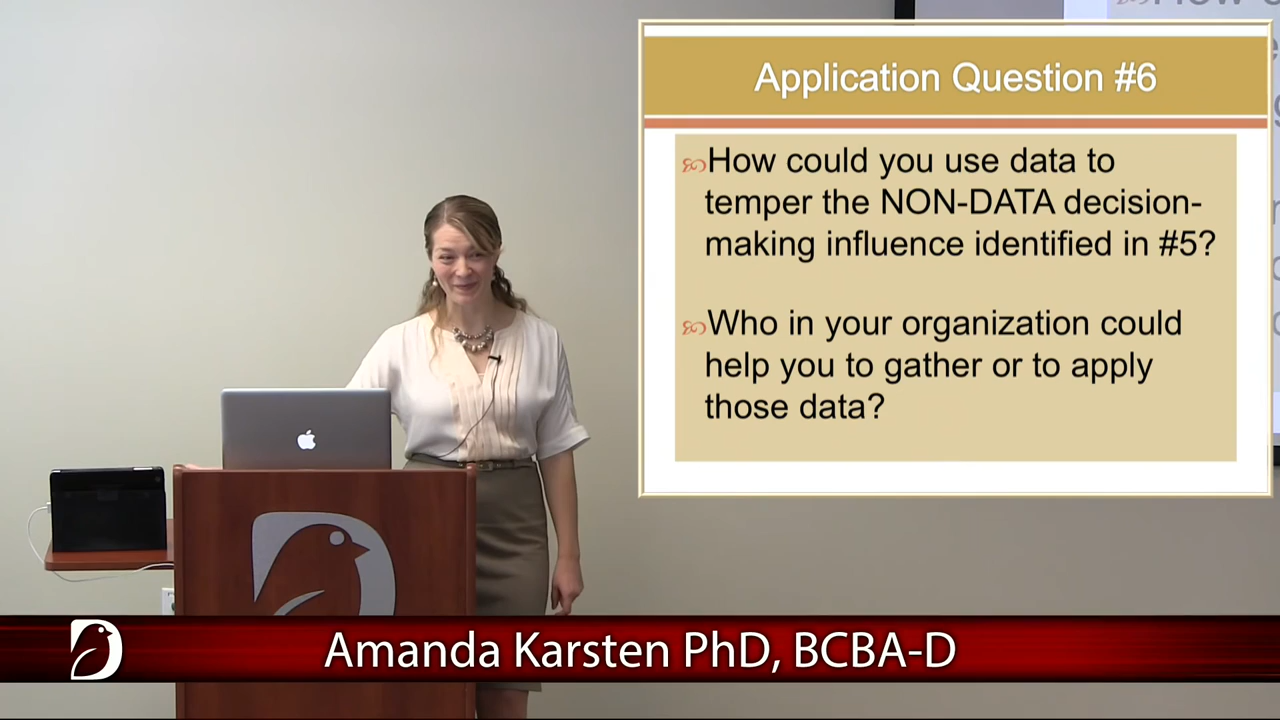 Application Question #6
How could you use data to
temper the NON-DATA decision-
making influence identified in #5?
Who in your organization could
help you to gather or to apply
those data?
Amanda Karsten PhD, BCBA-D